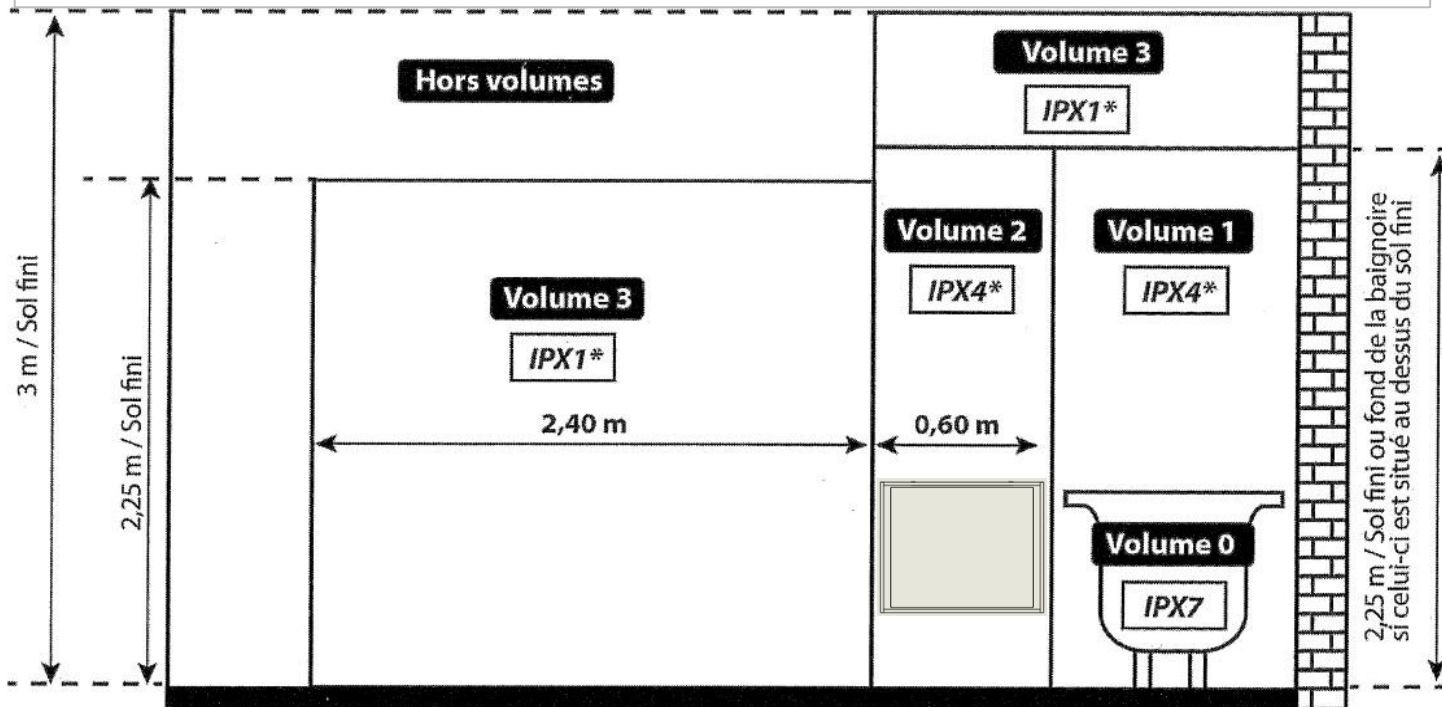 Hors volumes
Volume 3
IPX1*
Volume 2
IPX4*
Volume 1
IPX4*
Volume 3
IPX1*
2,40 m
0,60 m
Volume 0
IPX7
3 m / Sol fini
2,25 m / Sol fini
2,25 m / Sol fini ou fond de la baignoire
si celui-ci est situé au dessus du sol fini